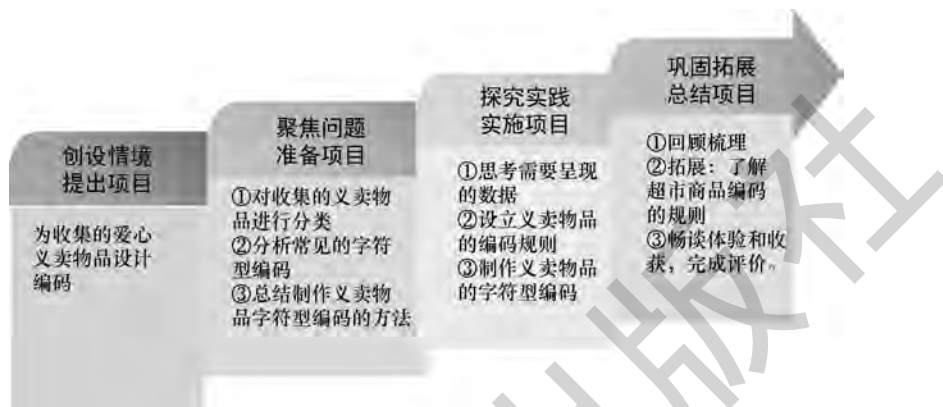 创设情境
提出项目
为收集的爱心
义卖物品设计
编码
聚焦问题
准备项目
①对收集的义卖物
品进行分类
②分析常见的字符
型编码
③总结制作义卖物
品字符型编码的方法
探究实践
实施项目
①思考需要呈现
的数据
②设立义卖物品
的编码规则
③制作义卖物品
的字符型编码
巩固拓展
总结项目
①回顾梳理
②拓展：了解
超市商品编码
的规则
③畅谈体验和收
获，完成评价。
出版社